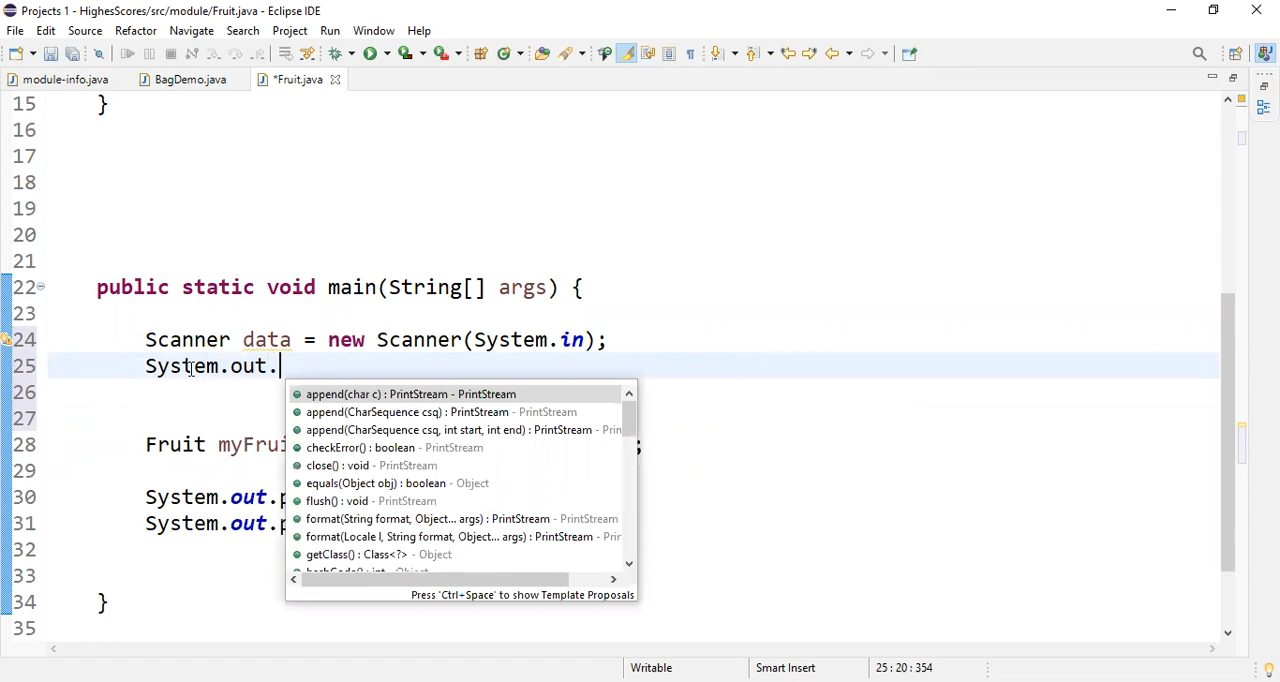 Projects 1 - HighesScores/src/module/Fruit.java - Eclipse IDE
File Edit Source Refactor Navigate Search Project Run Window Help
module-info.java BagDemo.java *Fruit.java
15 }
16
17
18
19
20
21
22 public static void main(String[] args) {
23
24 Scanner data = new Scanner(System.in);
25 System.out.
26
27
28 Fruit myFrui ;
29
30 System.out.p
31 System.out.p
32
33
34 }
35
append(char c) : PrintStream - PrintStream
append(CharSequence csq) : PrintStream - PrintStream
append(CharSequence csq, int start, int end) : PrintStream - Prin
checkError() : boolean - PrintStream
close() : void - PrintStream
equals(Object obj) : boolean - Object
flush() : void - PrintStream
format(String format, Object... args) : PrintStream - PrintStream
format(Locale l, String format, Object... args) : PrintStream - Prin
getClass() : Class<?> - Object
hashCode() : int - Object
Press 'Ctrl+Space' to show Template Proposals
Writable Smart Insert 25 : 20 : 354